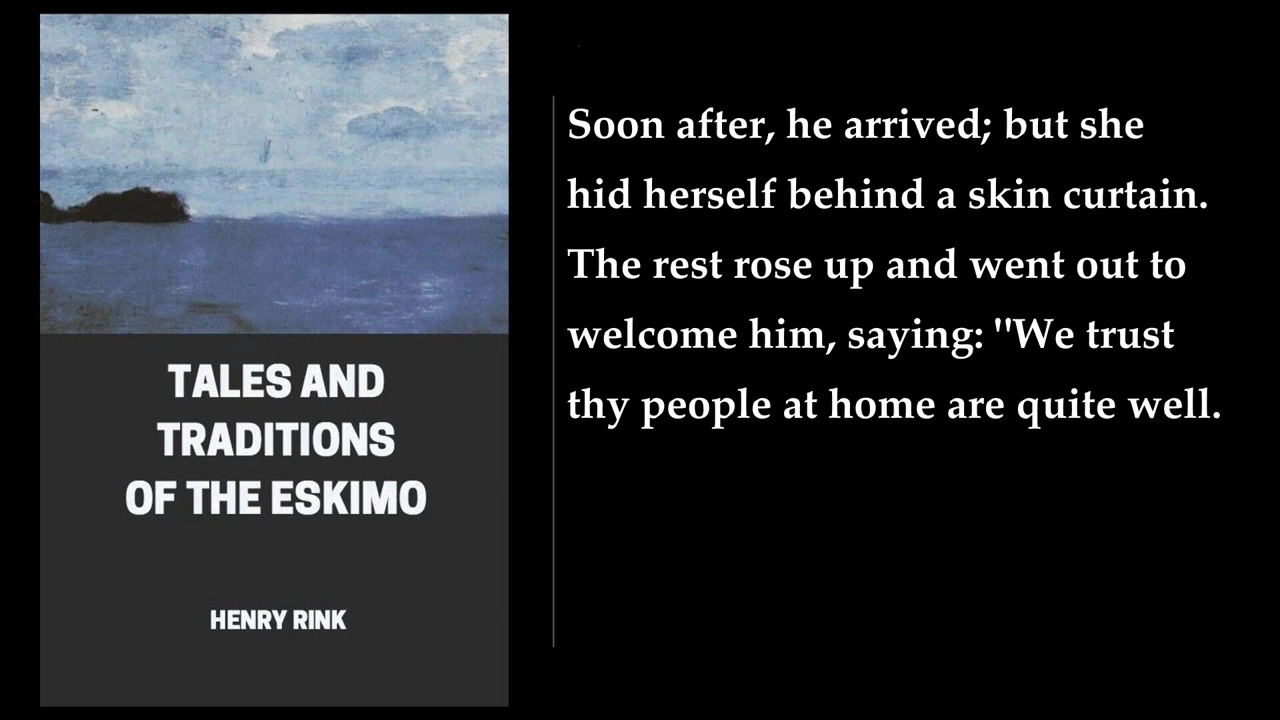 TALES AND
TRADITIONS
OF THE ESKIMO
HENRY RINK
Soon after, he arrived; but she
hid herself behind a skin curtain.
The rest rose up and went out to
welcome him, saying: "We trust
thy people at home are quite well.